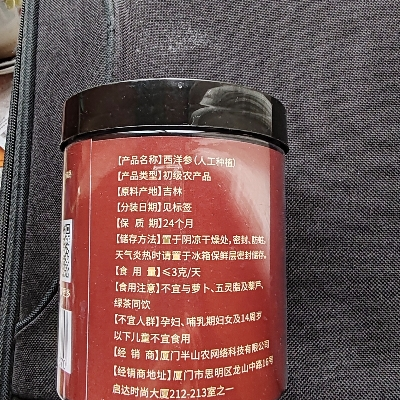 【产品名称】西洋参(人工种植)
【产品类型】初级农产品
【原料产地】吉林
【分装日期】见标签
【保 质 期】24个月
【储存方法】置于阴凉干燥处,密封、防蛀,
天气炎热时请置于冰箱保鲜层密封储存。
【食 用 量】≤3克/天
【食用注意】不宜与萝卜、五灵脂及藜芦、
绿茶同饮
【不宜人群】孕妇、哺乳期妇女及14周岁
以下儿童不宜食用
【经 销 商】厦门半山农网络科技有限公司
【经销商地址】厦门市思明区龙山中路16号
启达时尚大厦212-213室之一